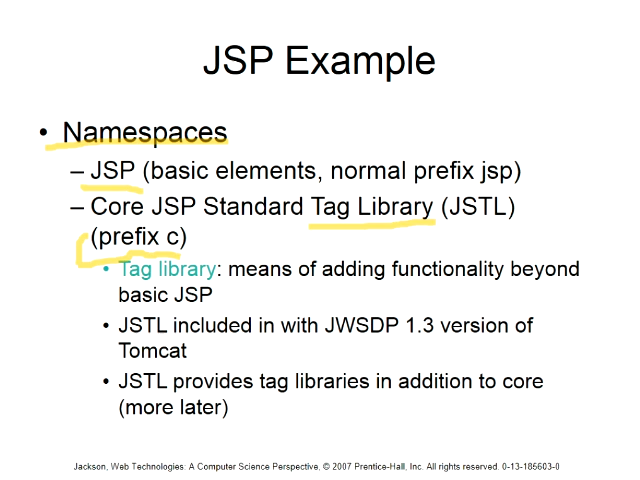 JSP Example
• Namespaces
– JSP (basic elements, normal prefix jsp)
– Core JSP Standard Tag Library (JSTL)
(prefix c)
• Tag library: means of adding functionality beyond
basic JSP
• JSTL included in with JWSDP 1.3 version of
Tomcat
• JSTL provides tag libraries in addition to core
(more later)
Jackson, Web Technologies: A Computer Science Perspective, © 2007 Prentice-Hall, Inc. All rights reserved. 0-13-185603-0